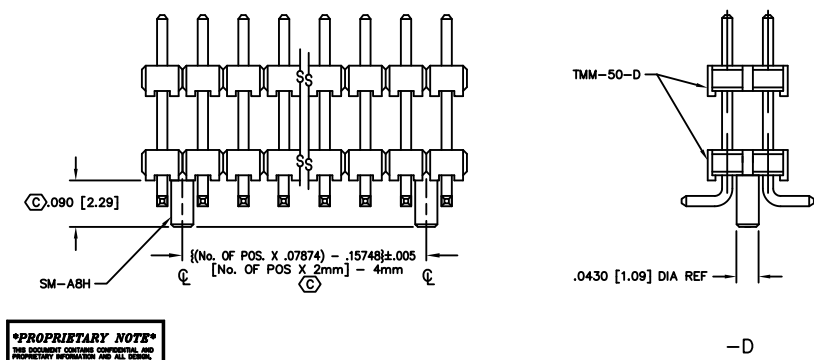 TMM-50-D
C .090 [2.29]
{(No. OF POS. X .07874) - .15748}±.005
[No. OF POS X 2mm] - 4mm
C
SM-A8H
.0430 [1.09] DIA REF
-D
*PROPRIETARY NOTE*
THIS DOCUMENT CONTAINS CONFIDENTIAL AND
PROPRIETARY INFORMATION AND ALL DESIGN,